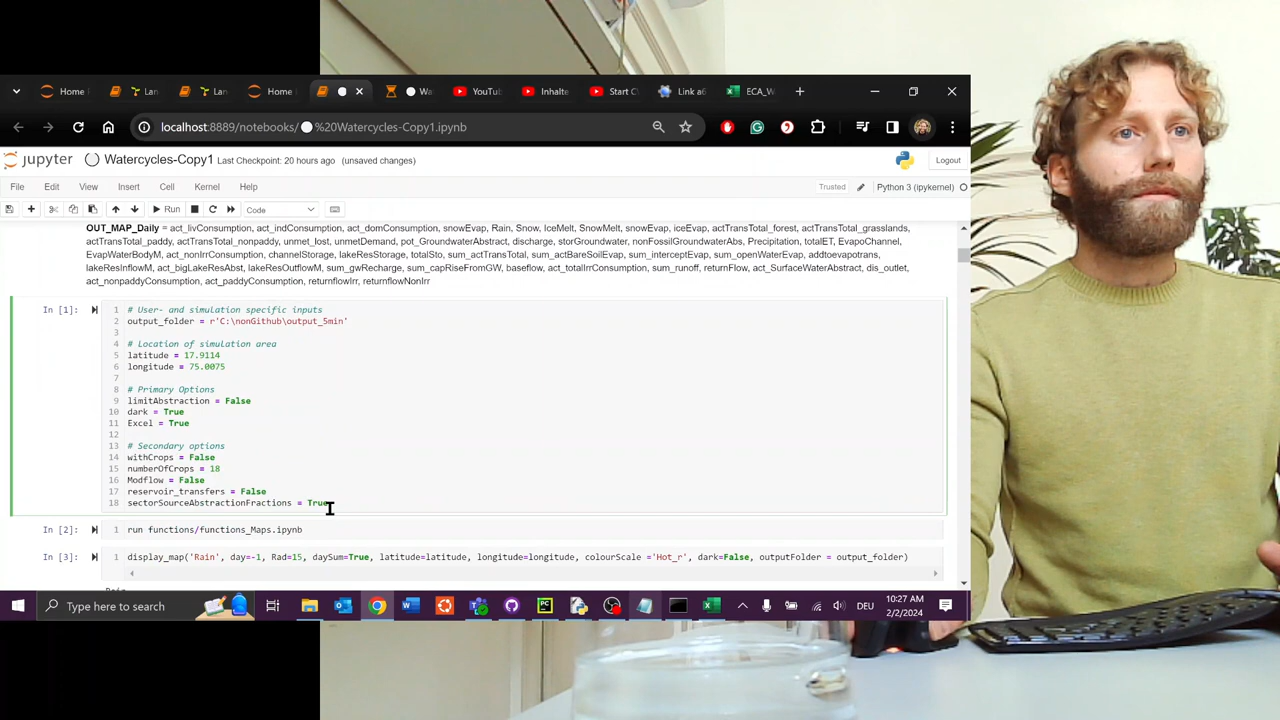 Home
Lan
Lan
Home
Wa
YouTu
Inhalte
Start C
Link a6
ECA_W
localhost:8889/notebooks/ %20Watercycles-Copy1.ipynb
jupyter Watercycles-Copy1 Last Checkpoint: 20 hours ago (unsaved changes)
Logout
File Edit View Insert Cell Kernel Help
Trusted Python 3 (ipykernel)
Run Code
OUT_MAP_Daily = act_livConsumption, act_indConsumption, act_domConsumption, snowEvap, Rain, Snow, IceMelt, SnowMelt, snowEvap, iceEvap, actTransTotal_forest, actTransTotal_grasslands,
actTransTotal_paddy, actTransTotal_nonpaddy, unmet_lost, unmetDemand, pot_GroundwaterAbstract, discharge, storGroundwater, nonFossilGroundwaterAbs, Precipitation, totalET, EvapoChannel,
EvapWaterBodyM, act_nonIrrConsumption, channelStorage, lakeResStorage, totalSto, sum_actTransTotal, sum_actBareSoilEvap, sum_interceptEvap, sum_openWaterEvap, addtoevapotrans,
lakeResInflowM, act_bigLakeResAbst, lakeResOutflowM, sum_gwRecharge, sum_capRiseFromGW, baseflow, act_totalIrrConsumption, sum_runoff, returnFlow, act_SurfaceWaterAbstract, dis_outlet,
act_nonpaddyConsumption, act_paddyConsumption, returnflowIrr, returnflowNonIrr
In [1]:
1 # User- and simulation specific inputs
2 output_folder = r'C:\nonGithub\output_5min'
3
4 # Location of simulation area
5 latitude = 17.9114
6 longitude = 75.0075
7
8 # Primary Options
9 limitAbstraction = False
10 dark = True
11 Excel = True
12
13 # Secondary options
14 withCrops = False
15 numberOfCrops = 18
16 Modflow = False
17 reservoir_transfers = False
18 sectorSourceAbstractionFractions = True
In [2]: 1 run functions/functions_Maps.ipynb
In [3]: 1 display_map('Rain', day=-1, Rad=15, daySum=True, latitude=latitude, longitude=longitude, colourScale ='Hot_r', dark=False, outputFolder = output_folder)
Type here to search
DEU
10:27 AM
2/2/2024